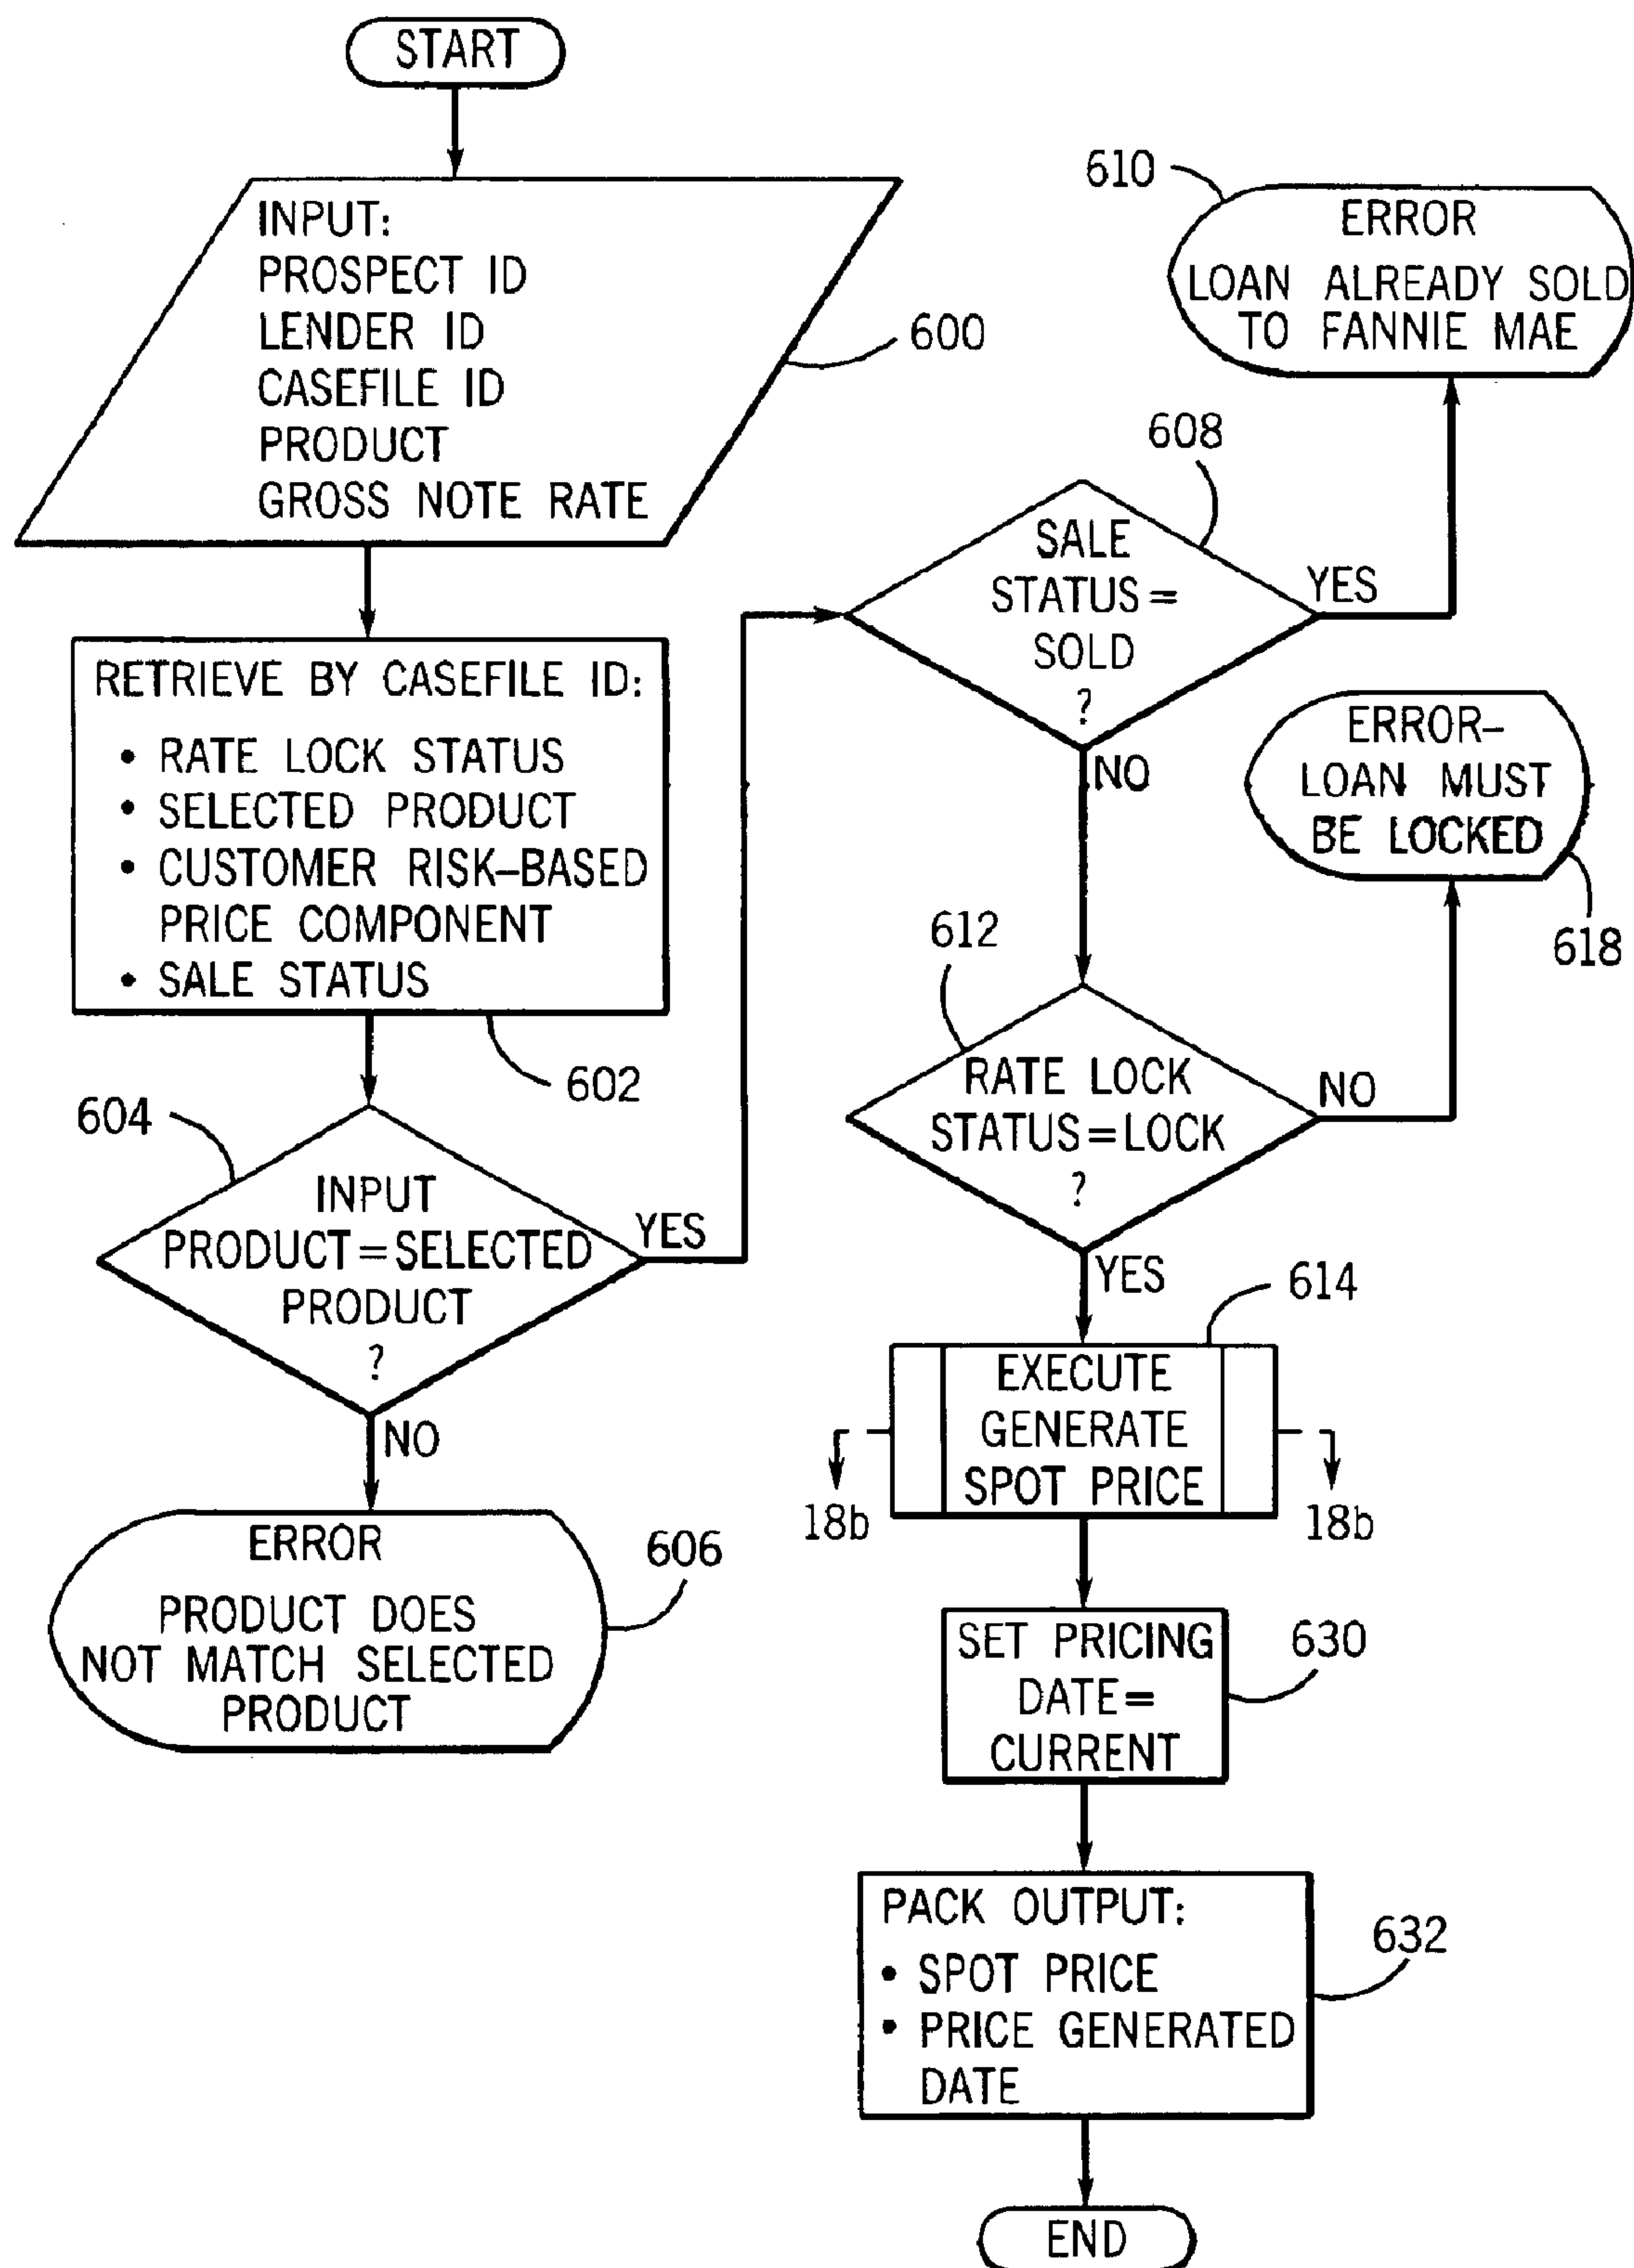 START
INPUT:
PROSPECT ID
LENDER ID
CASEFILE ID
PRODUCT
GROSS NOTE RATE
600
RETRIEVE BY CASEFILE ID:
• RATE LOCK STATUS
• SELECTED PRODUCT
• CUSTOMER RISK-BASED
PRICE COMPONENT
• SALE STATUS
602
604
INPUT
PRODUCT=SELECTED
PRODUCT
?
YES
NO
ERROR
PRODUCT DOES
NOT MATCH SELECTED
PRODUCT
606
608
SALE
STATUS=
SOLD
?
YES
NO
610
ERROR
LOAN ALREADY SOLD
TO FANNIE MAE
612
RATE LOCK
STATUS=LOCK
?
NO
YES
ERROR-
LOAN MUST
BE LOCKED
618
614
EXECUTE
GENERATE
SPOT PRICE
18b
18b
SET PRICING
DATE=
CURRENT
630
PACK OUTPUT:
• SPOT PRICE
• PRICE GENERATED
DATE
632
END